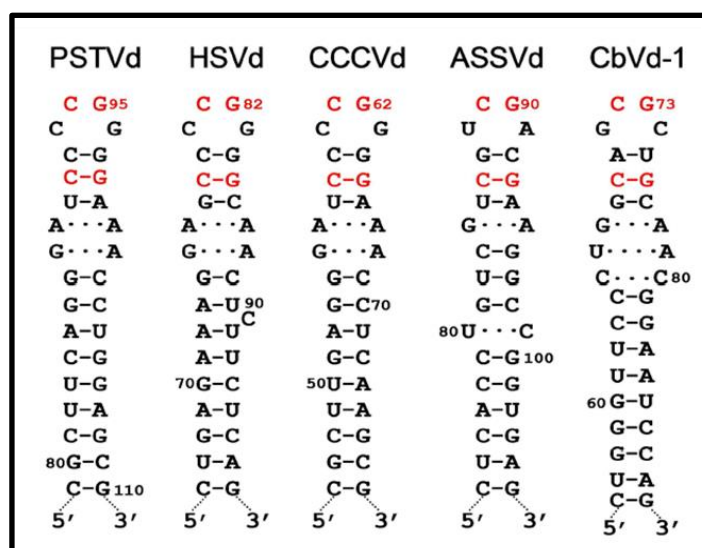 PSTVd HSVd CCCVd ASSVd CbVd-1
C G95 C G82 C G62 C G90 C G73
C G C G C G U A G C
C-G C-G C-G G-C A-U
C-G C-G C-G C-G C-G
U-A G-C U-A U-A G-C
A···A A···A A···A G···A G···A
G···A G···A G···A C-G U····A
G-C G-C G-C U-G C···C80
G-C A-U90 G-C70 G-C C-G
C
A-U A-U A-U 80U···C C-G
C-G A-U G-C C-G100 U-A
U-A 70G-C 50U-A C-G U-A
U-A A-U U-A A-U 60G-U
C-G G-C C-G C-G G-C
80G-C U-A G-C U-A G-C
U-A
C-G110 C-G C-G C-G C-G
5′ 3′ 5′ 3′ 5′ 3′ 5′ 3′ 5′ 3′